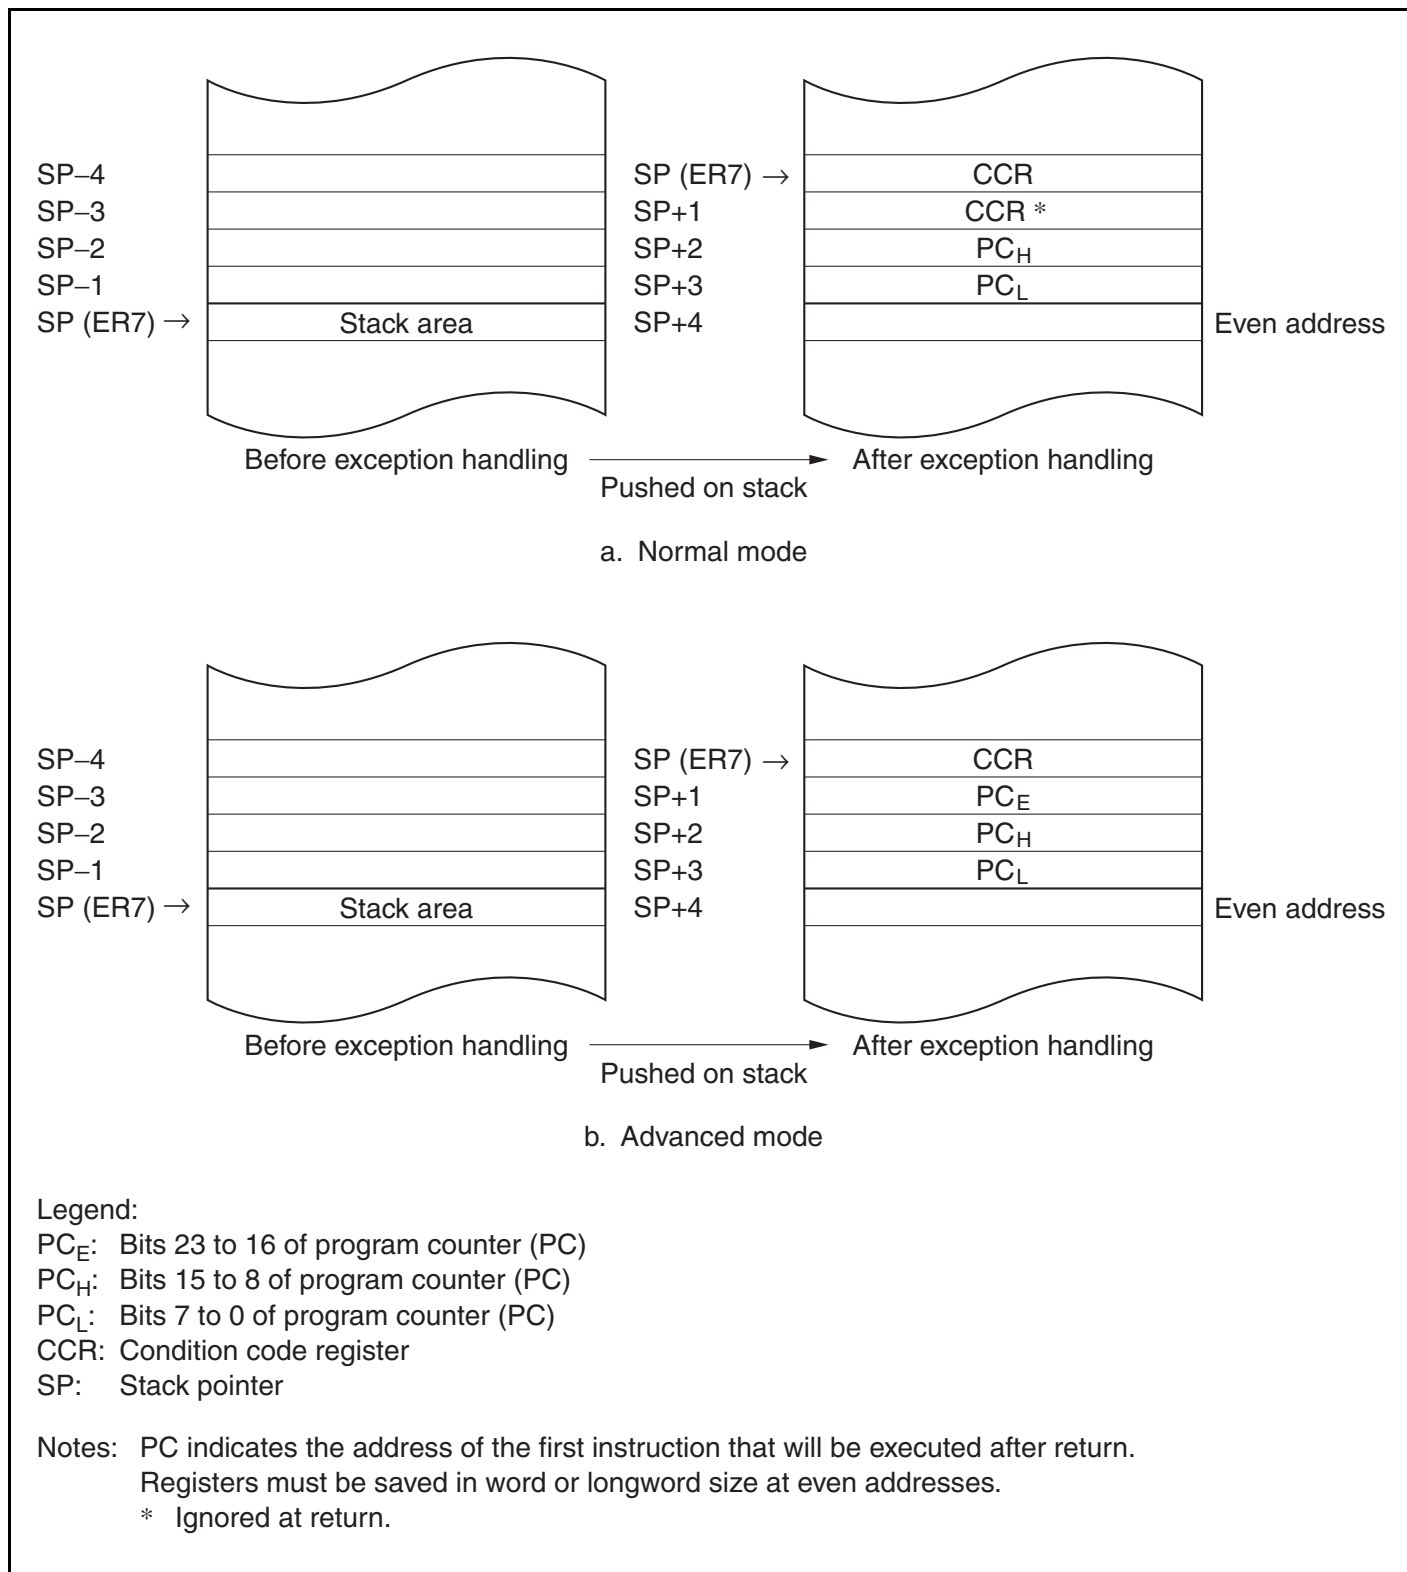 SP–4 SP (ER7) → CCR
SP–3 SP+1 CCR *
SP–2 SP+2 PCH
SP–1 SP+3 PCL
SP (ER7) → Stack area SP+4 Even address
Before exception handling After exception handling
Pushed on stack
a. Normal mode
SP–4 SP (ER7) → CCR
SP–3 SP+1 PCE
SP–2 SP+2 PCH
SP–1 SP+3 PCL
SP (ER7) → Stack area SP+4 Even address
Before exception handling After exception handling
Pushed on stack
b. Advanced mode
Legend:
PCE: Bits 23 to 16 of program counter (PC)
PCH: Bits 15 to 8 of program counter (PC)
PCL: Bits 7 to 0 of program counter (PC)
CCR: Condition code register
SP: Stack pointer
Notes: PC indicates the address of the first instruction that will be executed after return.
Registers must be saved in word or longword size at even addresses.
* Ignored at return.